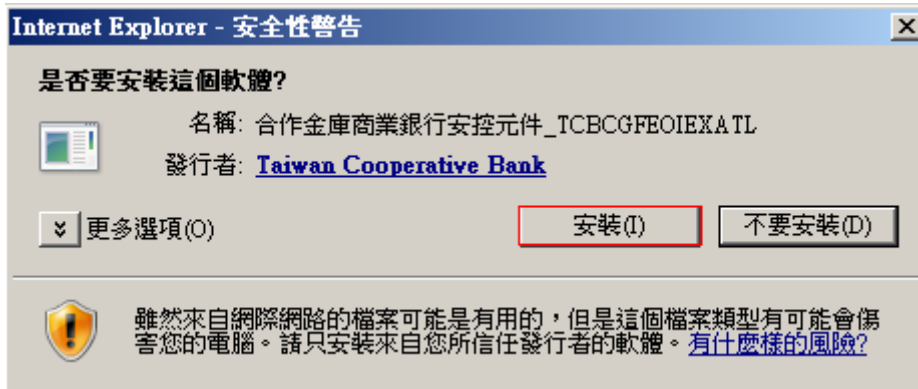 Internet Explorer - 安全性警告
是否要安裝這個軟體?
名稱: 合作金庫商業銀行安控元件_TCBCGFEOIEXATL
發行者: Taiwan Cooperative Bank
更多選項(O)
安裝(I)
不要安裝(D)
雖然來自網際網路的檔案可能是有用的，但是這個檔案類型有可能會傷
害您的電腦。請只安裝來自您所信任發行者的軟體。有什麼樣的風險?